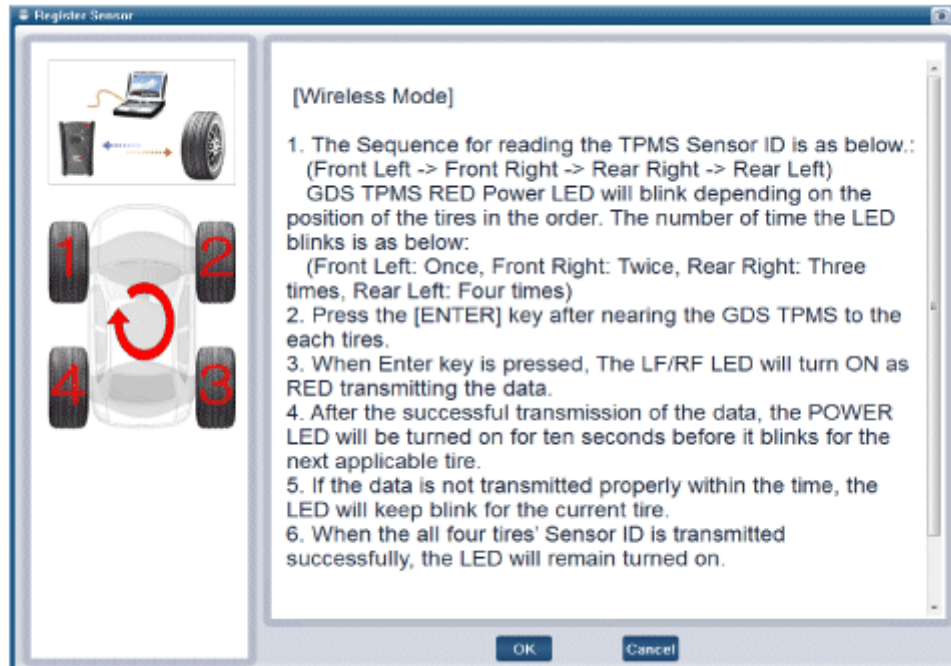 Register Sensor
[Wireless Mode]
1. The Sequence for reading the TPMS Sensor ID is as below.:
(Front Left -> Front Right -> Rear Right -> Rear Left)
GDS TPMS RED Power LED will blink depending on the
position of the tires in the order. The number of time the LED
blinks is as below:
(Front Left: Once, Front Right: Twice, Rear Right: Three
times, Rear Left: Four times)
2. Press the [ENTER] key after nearing the GDS TPMS to the
each tires.
3. When Enter key is pressed, The LF/RF LED will turn ON as
RED transmitting the data.
4. After the successful transmission of the data, the POWER
LED will be turned on for ten seconds before it blinks for the
next applicable tire.
5. If the data is not transmitted properly within the time, the
LED will keep blink for the current tire.
6. When the all four tires' Sensor ID is transmitted
successfully, the LED will remain turned on.
1 2
4 3
OK Cancel